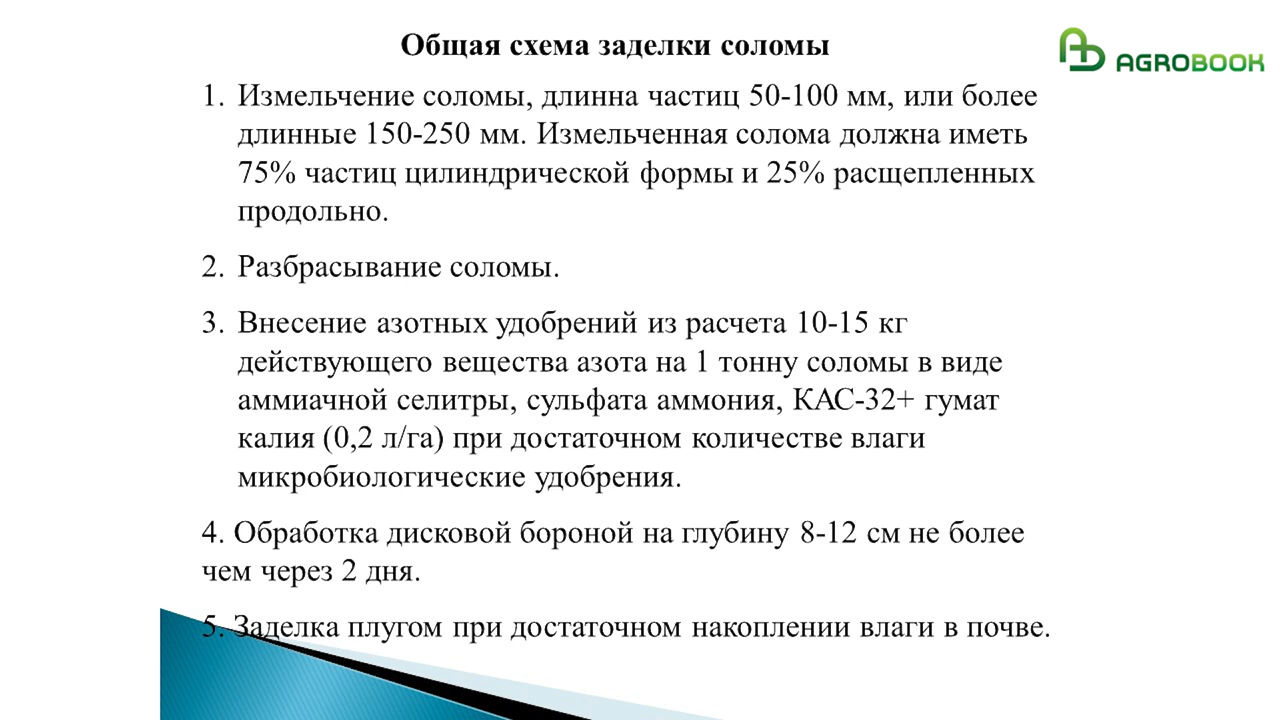 Общая схема заделки соломы
AGROBOOK
1. Измельчение соломы, длинна частиц 50-100 мм, или более
длинные 150-250 мм. Измельченная солома должна иметь
75% частиц цилиндрической формы и 25% расщепленных
продольно.
2. Разбрасывание соломы.
3. Внесение азотных удобрений из расчета 10-15 кг
действующего вещества азота на 1 тонну соломы в виде
аммиачной селитры, сульфата аммония, КАС-32+ гумат
калия (0,2 л/га) при достаточном количестве влаги
микробиологические удобрения.
4. Обработка дисковой бороной на глубину 8-12 см не более
чем через 2 дня.
5. Заделка плугом при достаточном накоплении влаги в почве.